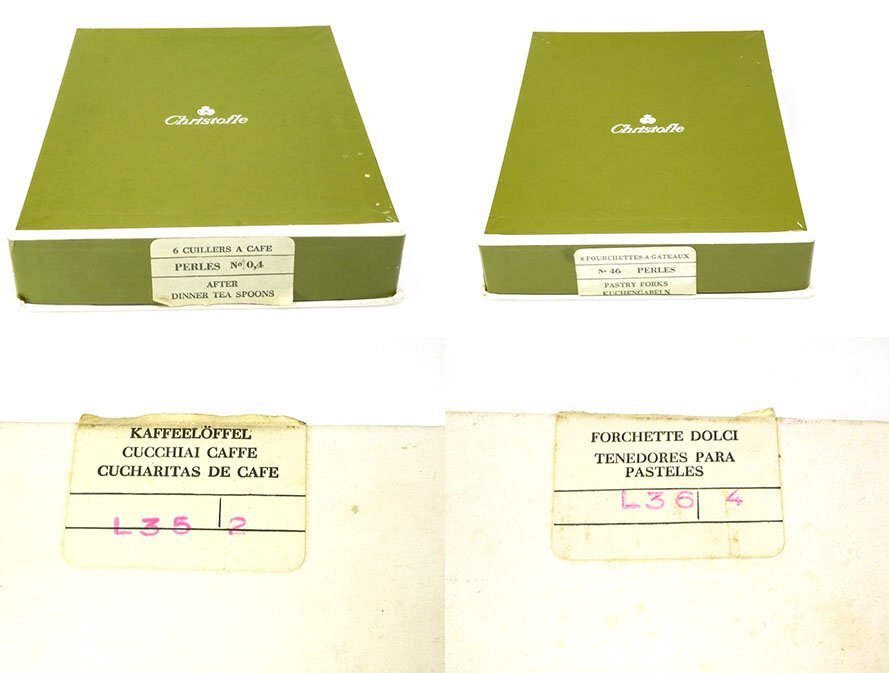 Christofle
6 CUILLERS A CAFE
PERLES Nº 0,4
AFTER
DINNER TEA SPOONS
Christofle
6 FOURCHETTES A GATEAUX
Nº 46 PERLES
PASTRY FORKS
KUCHENGABELN
KAFFEELÖFFEL
CUCCHIAI CAFFE
CUCHARITAS DE CAFE
L35 2
FORCHETTE DOLCI
TENEDORES PARA
PASTELES
L36 4